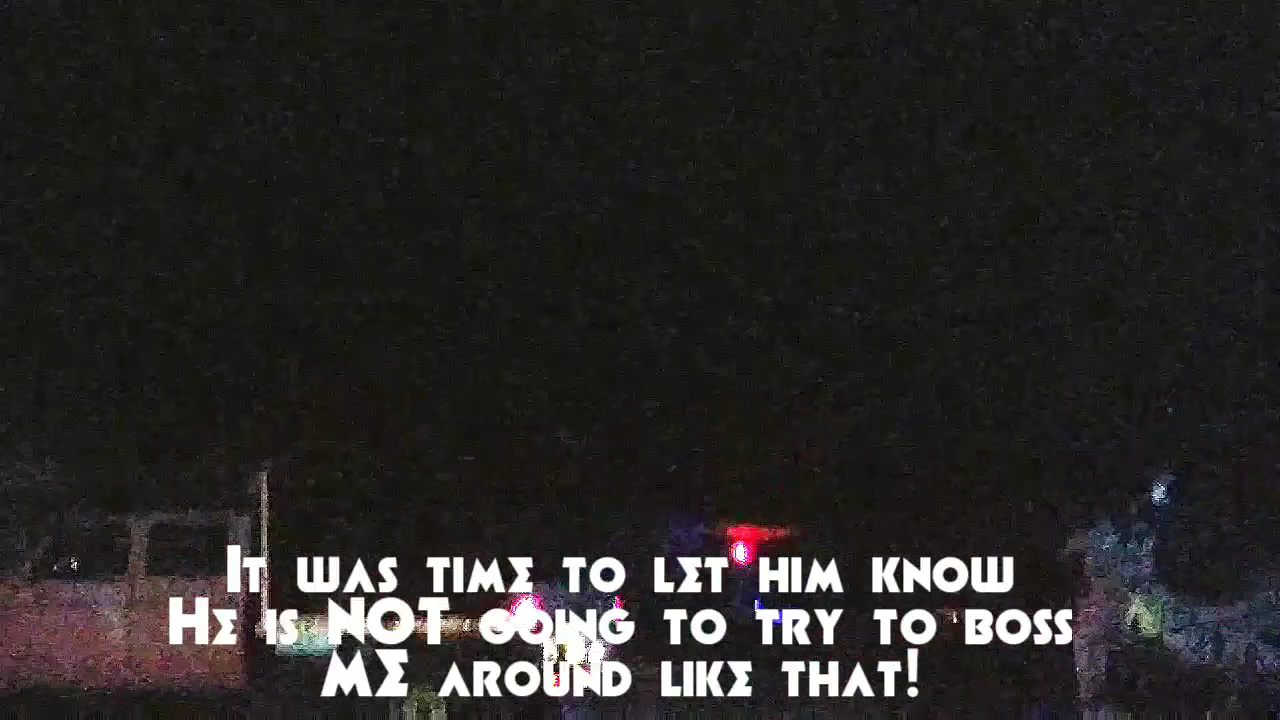 It was time to let him know
He is NOT going to try to boss
ME around like that!